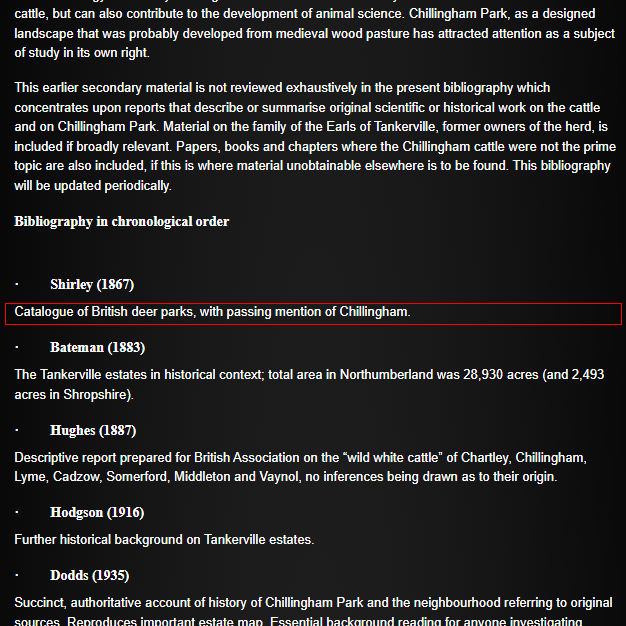 cattle, but can also contribute to the development of animal science. Chillingham Park, as a designed
landscape that was probably developed from medieval wood pasture has attracted attention as a subject
of study in its own right.
This earlier secondary material is not reviewed exhaustively in the present bibliography which
concentrates upon reports that describe or summarise original scientific or historical work on the cattle
and on Chillingham Park. Material on the family of the Earls of Tankerville, former owners of the herd, is
included if broadly relevant. Papers, books and chapters where the Chillingham cattle were not the prime
topic are also included, if this is where material unobtainable elsewhere is to be found. This bibliography
will be updated periodically.
Bibliography in chronological order
· Shirley (1867)
Catalogue of British deer parks, with passing mention of Chillingham.
· Bateman (1883)
The Tankerville estates in historical context; total area in Northumberland was 28,930 acres (and 2,493
acres in Shropshire).
· Hughes (1887)
Descriptive report prepared for British Association on the “wild white cattle” of Chartley, Chillingham,
Lyme, Cadzow, Somerford, Middleton and Vaynol, no inferences being drawn as to their origin.
· Hodgson (1916)
Further historical background on Tankerville estates.
· Dodds (1935)
Succinct, authoritative account of history of Chillingham Park and the neighbourhood referring to original
sources. Reproduces important estate map. Essential background reading for anyone investigating